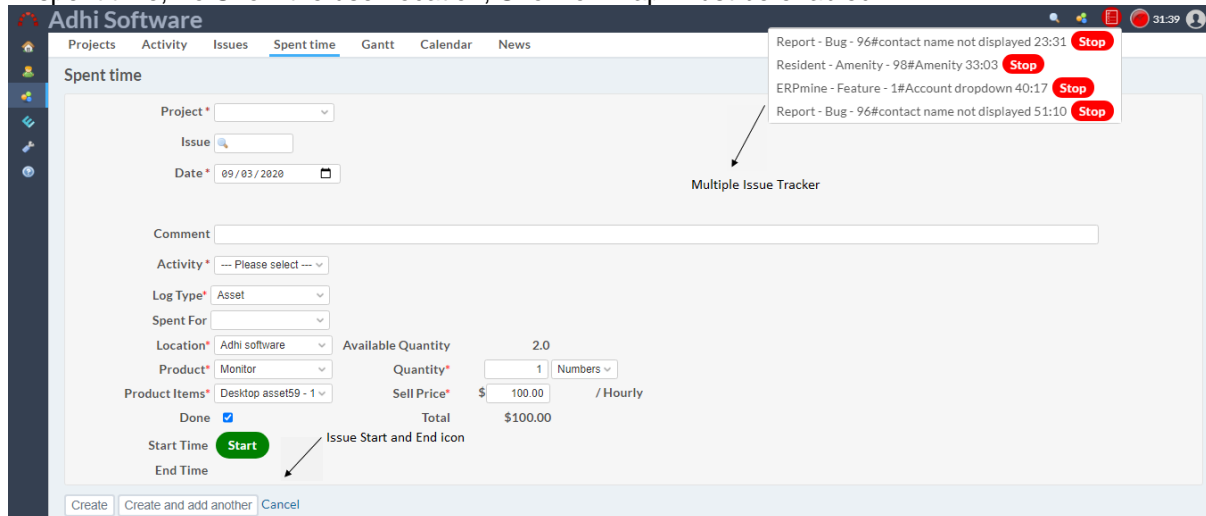 Adhi Software
31:39
Projects Activity Issues Spent time Gantt Calendar News
Report - Bug - 96#contact name not displayed 23:31 Stop
Resident - Amenity - 98#Amenity 33:03 Stop
ERPmine - Feature - 1#Account dropdown 40:17 Stop
Report - Bug - 96#contact name not displayed 51:10 Stop
Spent time
Project *
Issue
Date * 09/03/2020
Multiple Issue Tracker
Comment
Activity * --- Please select ---
Log Type* Asset
Spent For
Location* Adhi software Available Quantity 2.0
Product* Monitor Quantity* 1 Numbers
Product Items* Desktop asset59 - 1 Sell Price* $ 100.00 / Hourly
Done Total $100.00
Start Time Start
Issue Start and End icon
End Time
Create Create and add another Cancel